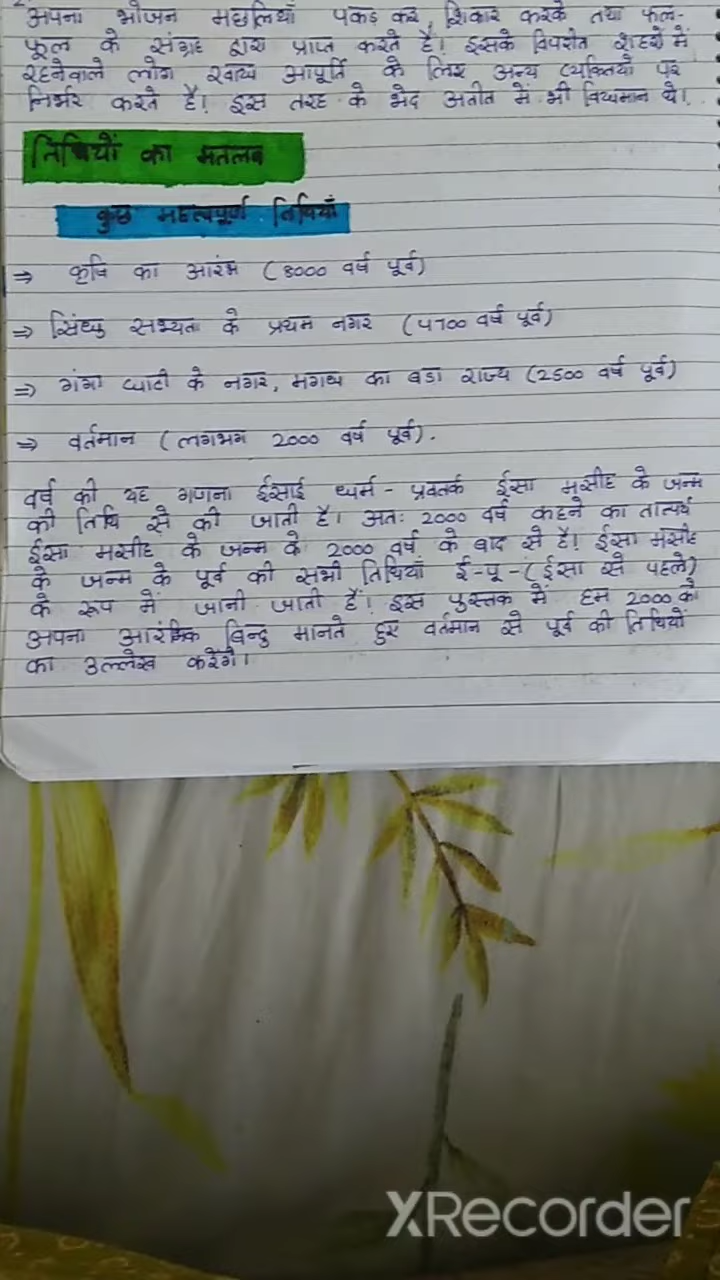 अपना भोजन मछलियाँ पकड़ कर, शिकार करके तथा फल-
फूल के संग्रह द्वारा प्राप्त करते है। इसके विपरीत शहरो में
रहनेवाले लोग खाद्य आपूर्ति के लिए अन्य व्यक्तियों पर
निर्भर करते है। इस तरह के भेद अतीत में भी विद्यमान थे।
तिथियों का मतलब
कुछ महत्वपूर्ण तिथियाँ
⇒ कृषि का आरंभ (8000 वर्ष पूर्व)
⇒ सिंधु सभ्यता के प्रथम नगर (4700 वर्ष पूर्व)
⇒ गंगा घाटी के नगर, मगध का बडा राज्य (2500 वर्ष पूर्व)
⇒ वर्तमान (लगभग 2000 वर्ष पूर्व).
वर्ष की यह गणना ईसाई धर्म - प्रवर्तक ईसा मसीह के जन्म
की तिथि से की जाती है। अतः 2000 वर्ष कहने का तात्पर्य
ईसा मसीह के जन्म के 2000 वर्ष के बाद से है। ईसा मसीह
के जन्म के पूर्व की सभी तिथियाँ ई-पू-(ईसा से पहले)
के रूप में जानी जाती हैं। इस पुस्तक में हम 2000 को
अपना आरंभिक बिन्दु मानते हुए वर्तमान से पूर्व की तिथियों
का उल्लेख करेंगे।
XRecorder